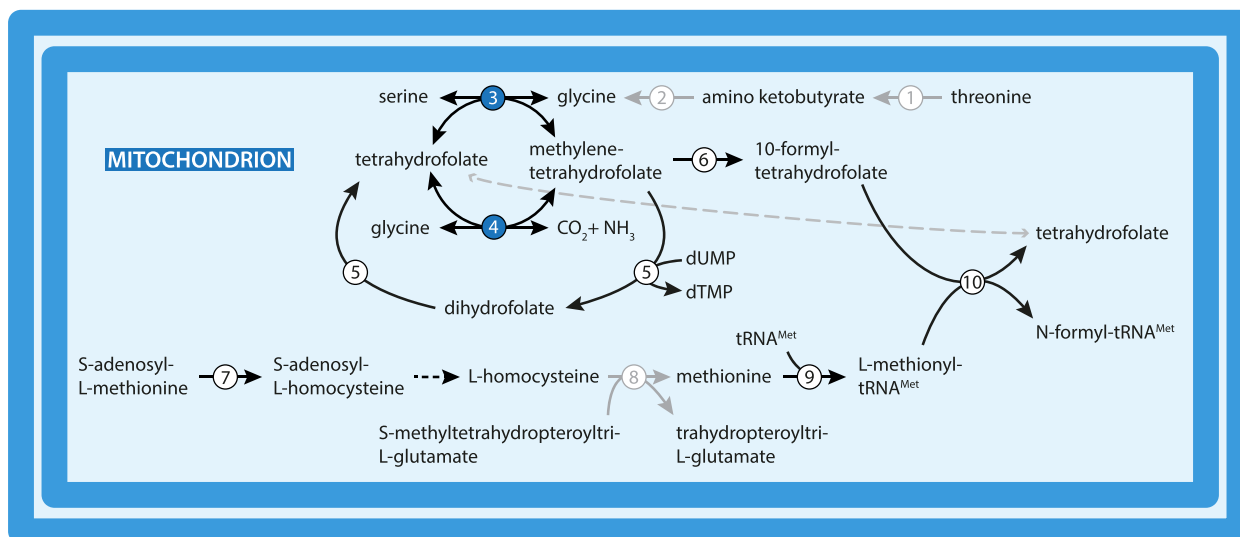 serine 3 glycine 2 amino ketobutyrate 1 threonine
MITOCHONDRION
tetrahydrofolate
methylene-
tetrahydrofolate
6
10-formyl-
tetrahydrofolate
glycine 4 CO2+ NH3
tetrahydrofolate
5
5
dUMP
dTMP
10
dihydrofolate
N-formyl-tRNAMet
tRNAMet
S-adenosyl-
L-methionine
7
S-adenosyl-
L-homocysteine
L-homocysteine 8 methionine 9
L-methionyl-
tRNAMet
S-methyltetrahydropteroyltri-
L-glutamate
trahydropteroyltri-
L-glutamate